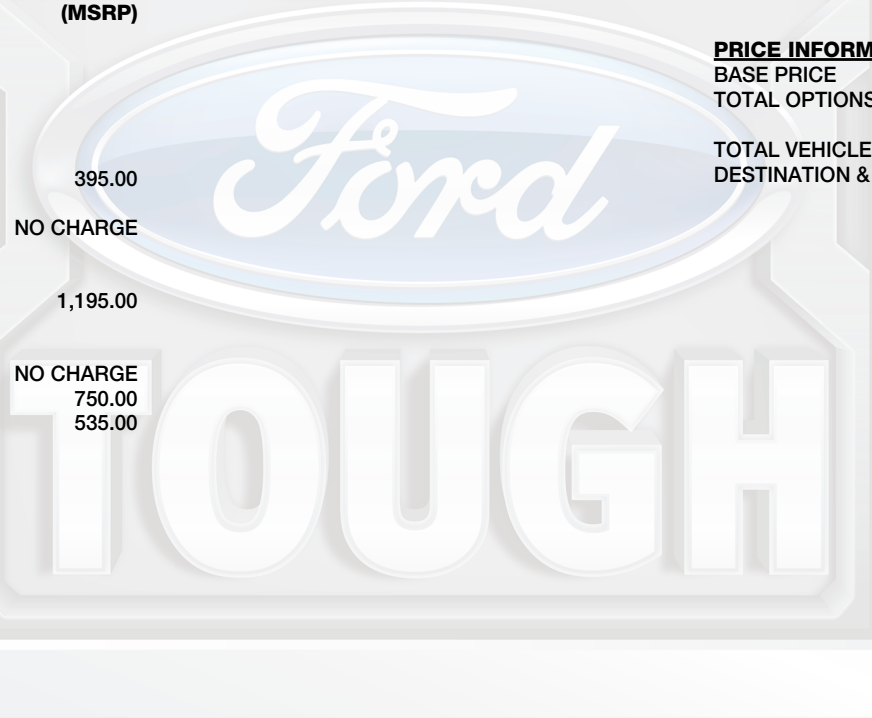 (MSRP)
395.00
NO CHARGE
1,195.00
NO CHARGE
750.00
535.00
PRICE INFORM
BASE PRICE
TOTAL OPTIONS
TOTAL VEHICLE
DESTINATION &
Ford
TOUGH